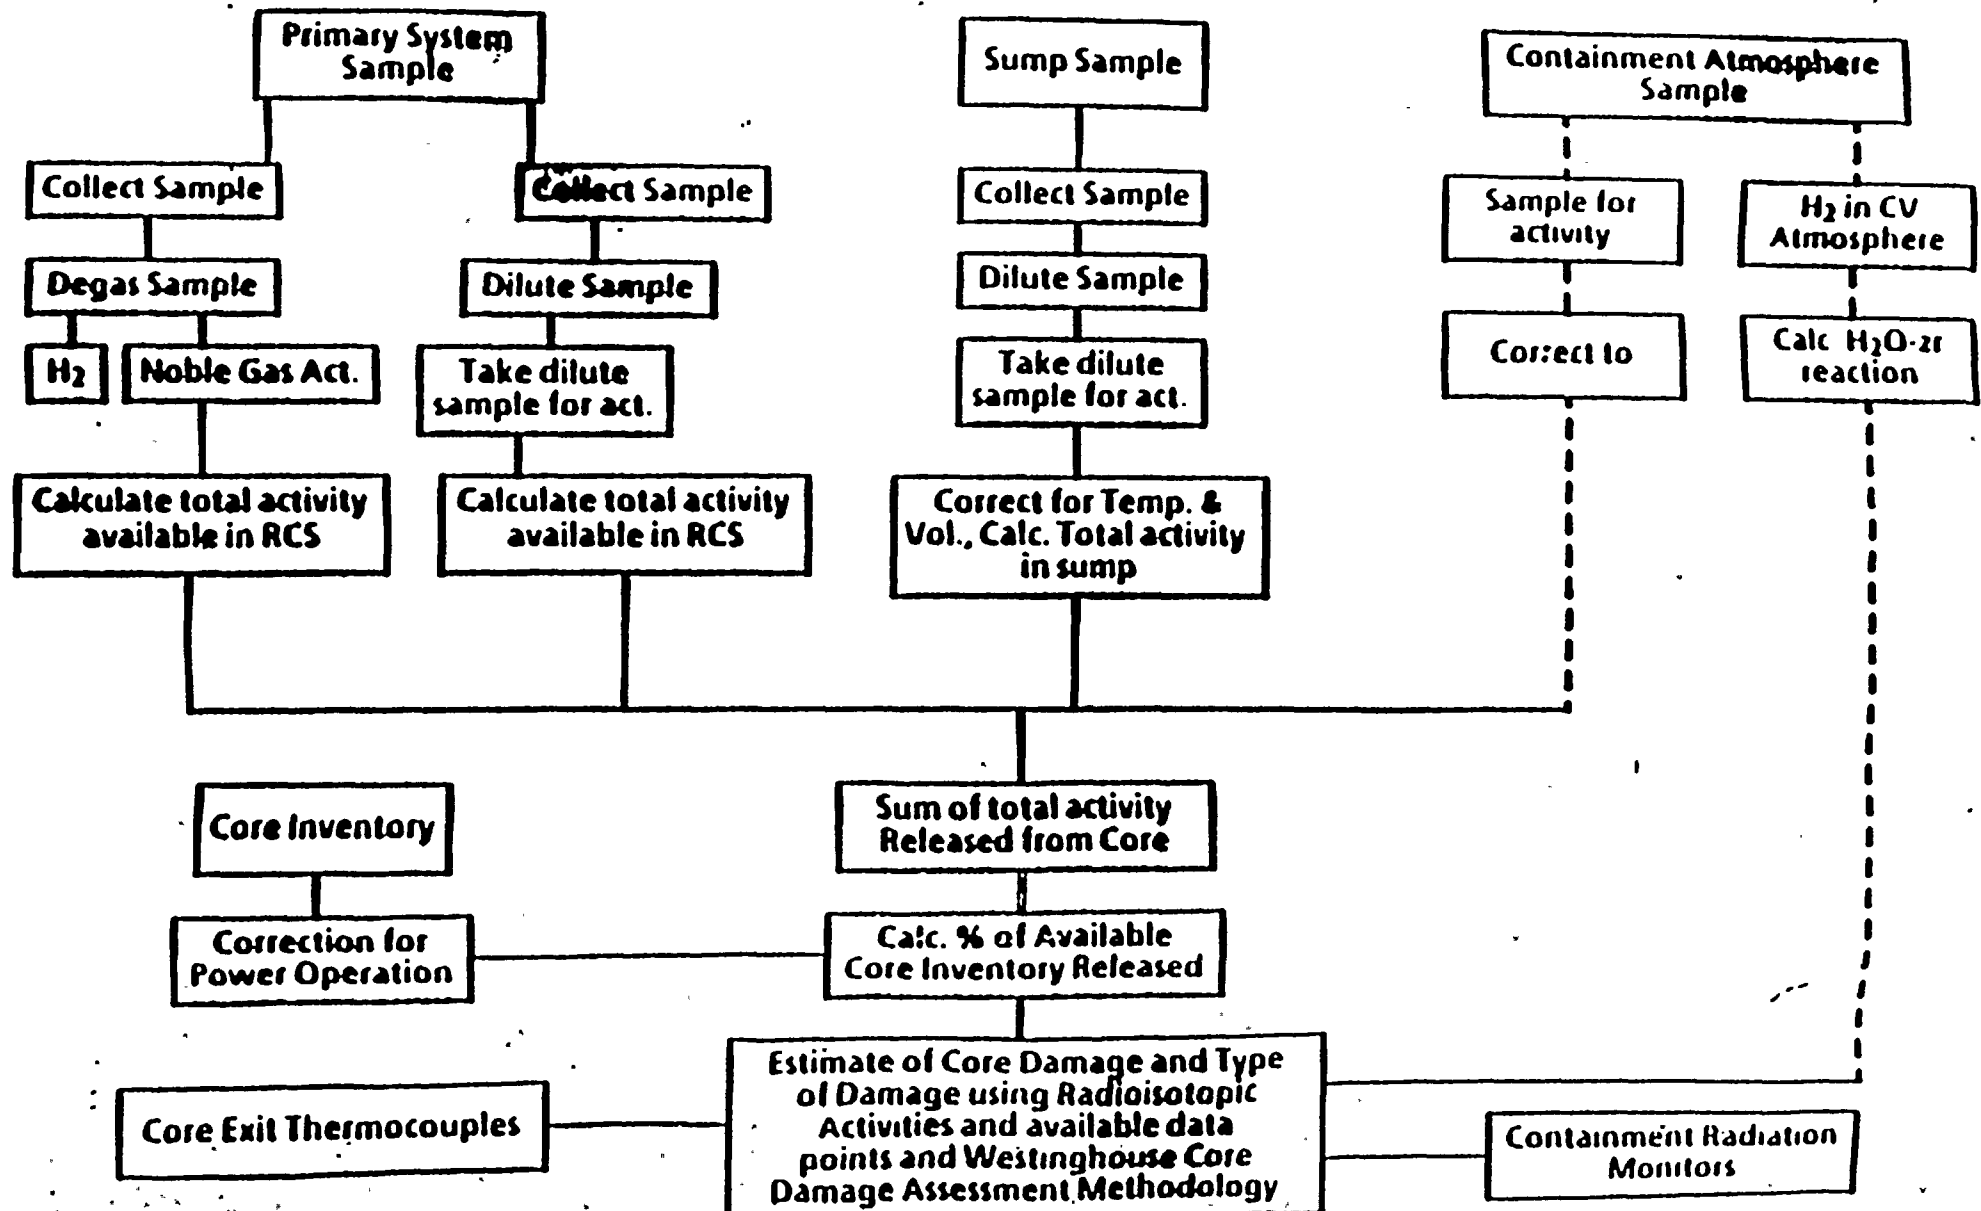 Primary System
Sample
Sump Sample
Containment Atmosphere
Sample
Collect Sample
Collect Sample
Collect Sample
Sample for
activity
H₂ in CV
Atmosphere
Degas Sample
Dilute Sample
Dilute Sample
H₂
Noble Gas Act.
Take dilute
sample for act.
Take dilute
sample for act.
Correct to
Calc H₂O-zr
reaction
Calculate total activity
available in RCS
Calculate total activity
available in RCS
Correct for Temp. &
Vol., Calc. Total activity
in sump
Core Inventory
Sum of total activity
Released from Core
Correction for
Power Operation
Calc. % of Available
Core Inventory Released
Core Exit Thermocouples
Estimate of Core Damage and Type
of Damage using Radioisotopic
Activities and available data
points and Westinghouse Core
Damage Assessment Methodology
Containment Radiation
Monitors